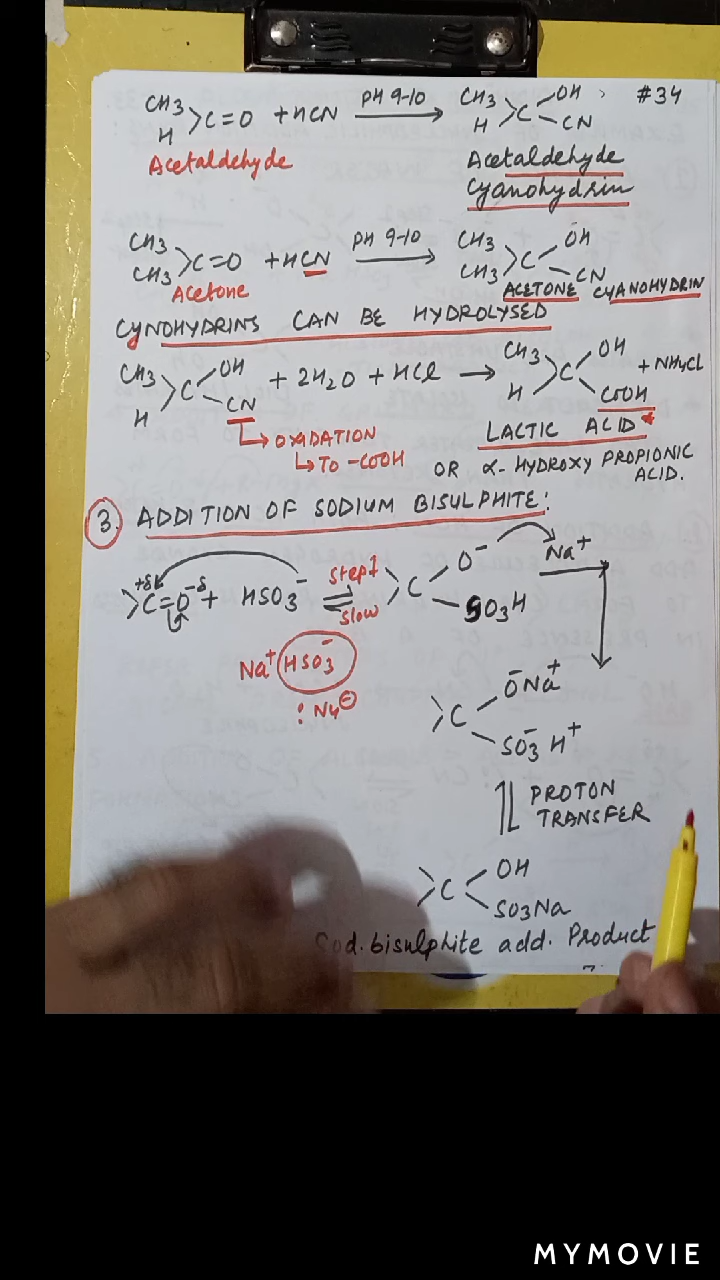 CH3 H >C=O +HCN PH 9-10 → CH3 H >C OH CN #34
Acetaldehyde Acetaldehyde
Cyanohydrin
CH3 CH3 >C=O +HCN PH 9-10 → CH3 CH3 >C OH CN
Acetone ACETONE CYANOHYDRIN
CYNOHYDRINS CAN BE HYDROLYSED
CH3 H >C OH CN + 2H2O + HCl → CH3 H >C OH COOH + NH4Cl
↳ OXIDATION LACTIC ACID *
↳ TO -COOH OR α-HYDROXY PROPIONIC
ACID.
3. ADDITION OF SODIUM BISULPHITE:
>C=O +δ -δ + HSO3⁻ ⇌ step1 slow >C O⁻ SO3H Na+
Na+ HSO3⁻
:Nu⊖
>C O⁻Na+ SO3⁻ H+
⥮ PROTON
TRANSFER
>C OH SO3Na
Sod. bisulphite add. Product
MYMOVIE